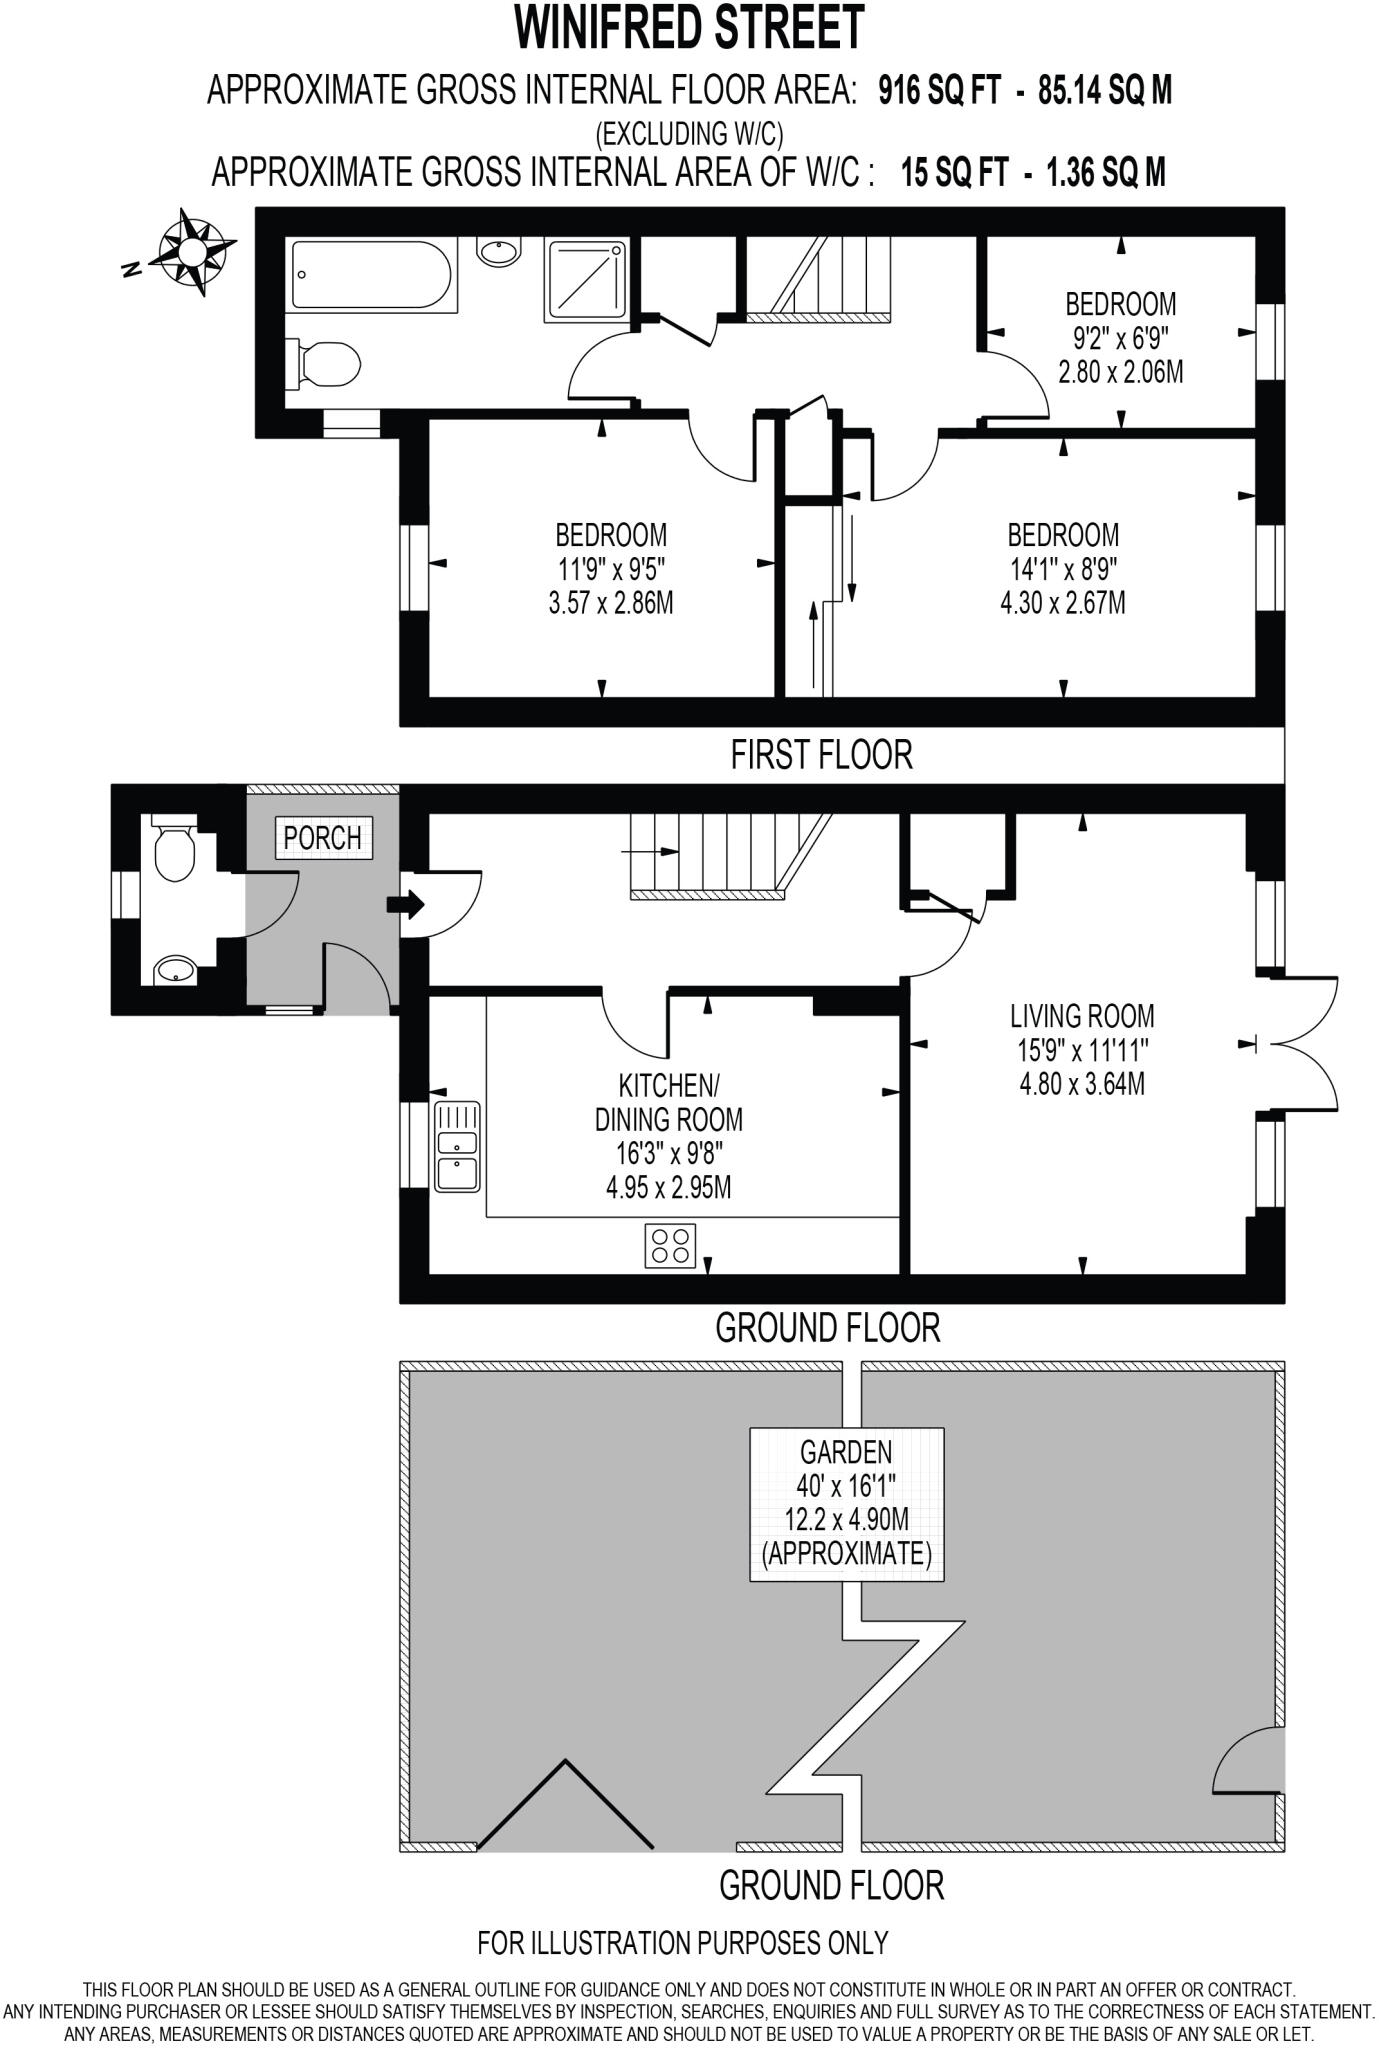 WINIFRED STREET
APPROXIMATE GROSS INTERNAL FLOOR AREA: 916 SQ FT - 85.14 SQ M
(EXCLUDING W/C)
APPROXIMATE GROSS INTERNAL AREA OF W/C : 15 SQ FT - 1.36 SQ M
N
BEDROOM
9'2" x 6'9"
2.80 x 2.06M
BEDROOM
11'9" x 9'5"
3.57 x 2.86M
BEDROOM
14'1" x 8'9"
4.30 x 2.67M
FIRST FLOOR
PORCH
LIVING ROOM
15'9" x 11'11"
4.80 x 3.64M
KITCHEN/
DINING ROOM
16'3" x 9'8"
4.95 x 2.95M
GROUND FLOOR
GARDEN
40' x 16'1"
12.2 x 4.90M
(APPROXIMATE)
GROUND FLOOR
FOR ILLUSTRATION PURPOSES ONLY
THIS FLOOR PLAN SHOULD BE USED AS A GENERAL OUTLINE FOR GUIDANCE ONLY AND DOES NOT CONSTITUTE IN WHOLE OR IN PART AN OFFER OR CONTRACT.
ANY INTENDING PURCHASER OR LESSEE SHOULD SATISFY THEMSELVES BY INSPECTION, SEARCHES, ENQUIRIES AND FULL SURVEY AS TO THE CORRECTNESS OF EACH STATEMENT.
ANY AREAS, MEASUREMENTS OR DISTANCES QUOTED ARE APPROXIMATE AND SHOULD NOT BE USED TO VALUE A PROPERTY OR BE THE BASIS OF ANY SALE OR LET.